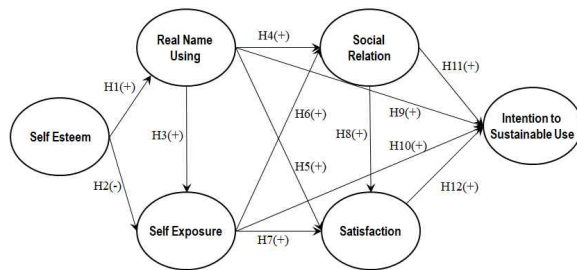 Real Name
Using
H4(+)
Social
Relation
H1(+)
H11(+)
H6(+)
Self Esteem
H3(+)
H9(+)
H8(+)
Intention to
Sustainable Use
H10(+)
H5(+)
H2(-)
H12(+)
Self Exposure
H7(+)
Satisfaction